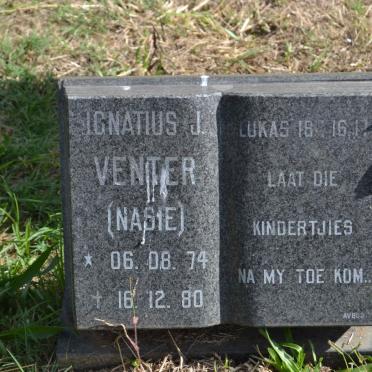 IGNATIUS J.
VENTER
(NASIE)
* 06. 08. 74
† 16. 12. 80
LUKAS 18 : 16,17
LAAT DIE
KINDERTJIES
NA MY TOE KOM...